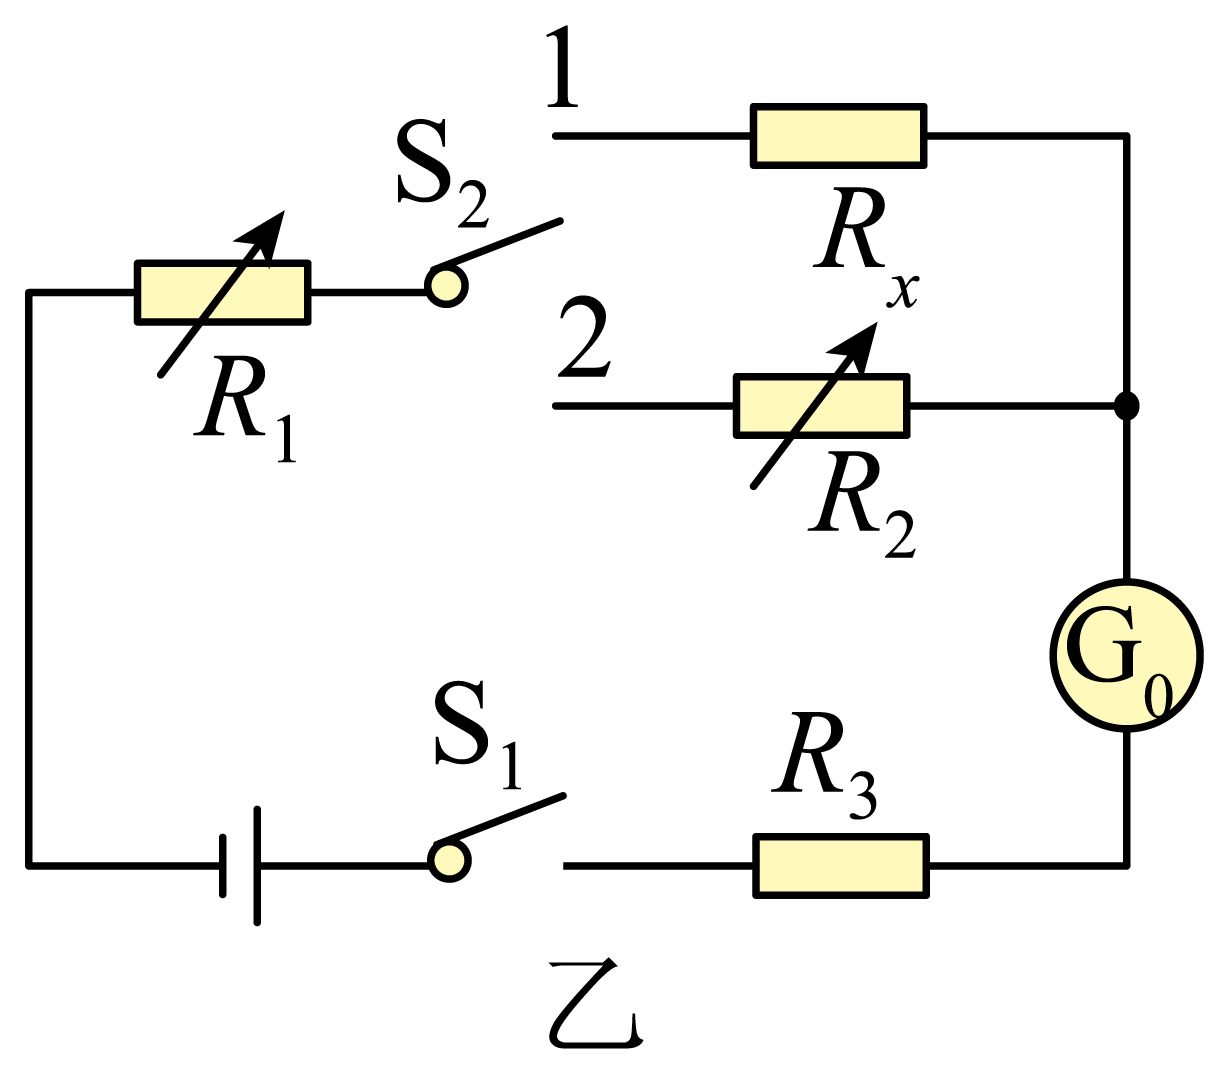 1
S₂
Rₓ
R₁
2
R₂
G₀
S₁
R₃
乙